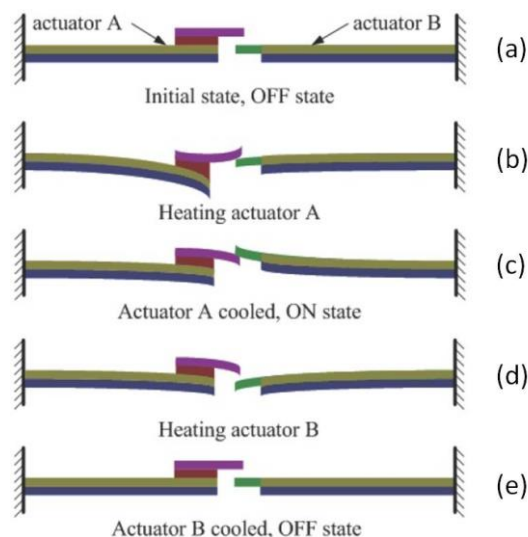 actuator A
actuator B
(a)
Initial state, OFF state
(b)
Heating actuator A
(c)
Actuator A cooled, ON state
(d)
Heating actuator B
(e)
Actuator B cooled, OFF state